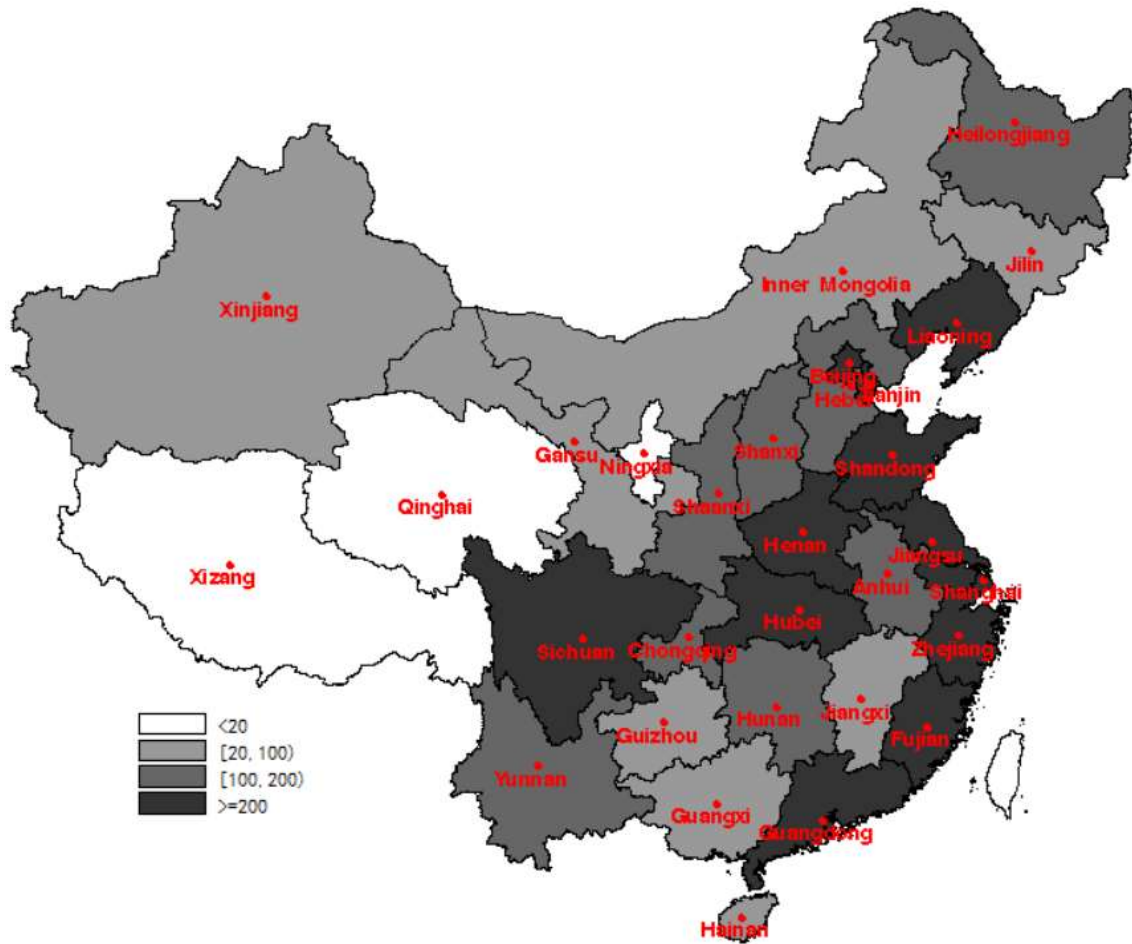 Heilongjiang
Jilin
Inner Mongolia
Xinjiang
Liaoning
Beijing
Tianjin
Hebei
Gansu
Ningxia
Shanxi
Shandong
Qinghai
Shaanxi
Henan
Jiangsu
Xizang
Anhui
Shanghai
Hubei
Sichuan
Chongqing
Zhejiang
Hunan
Jiangxi
Guizhou
Fujian
Yunnan
Guangxi
Guangdong
Hainan
<20
[20, 100)
[100, 200)
>=200